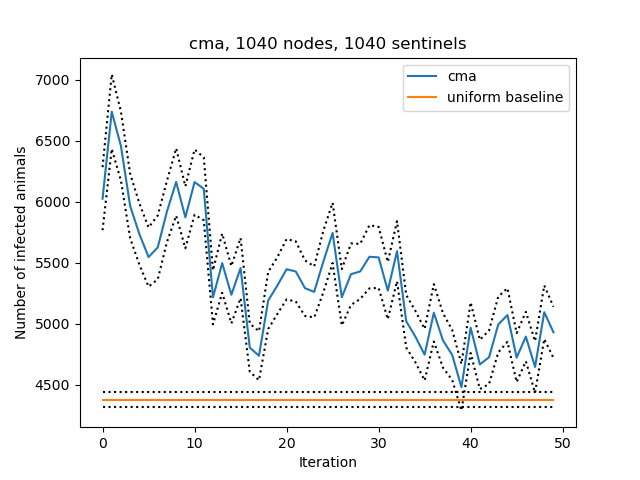 cma, 1040 nodes, 1040 sentinels
cma
uniform baseline
Number of infected animals
7000
6500
6000
5500
5000
4500
0
10
20
30
40
50
Iteration